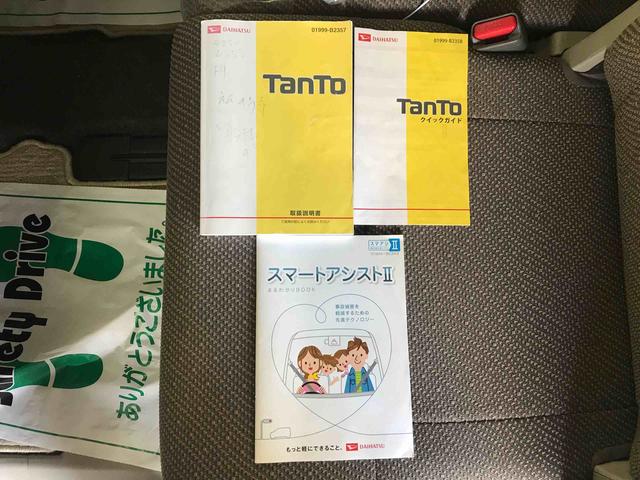 DAIHATSU
01999-B2357
TanTo
取扱説明書
DAIHATSU
01999-B2358
TanTo
クイックガイド
スマアシ
II
スマートアシストII
まるわかりBOOK
事故被害を
軽減するための
先進テクノロジー
もっと軽にできること。
DAIHATSU
Safety Drive
ありがとうございました。
PRESS